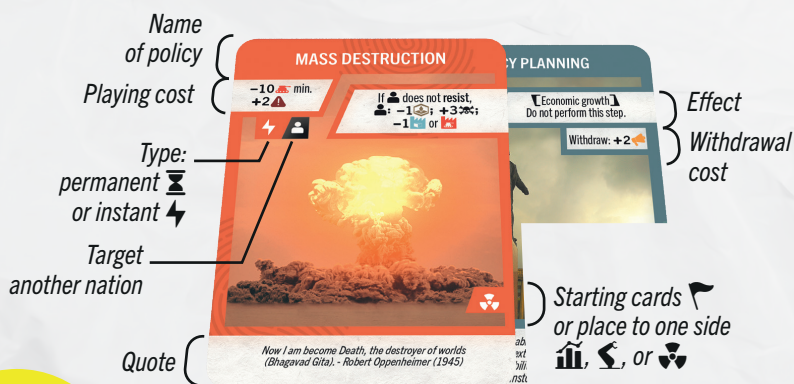 Name
of policy
Playing cost
Type:
permanent
or instant
Target
another nation
Quote
MASS DESTRUCTION
-10 min.
+2
If does not resist,
: -1; +3;
-1 or
Now I am become Death, the destroyer of worlds
(Bhagavad Gita). - Robert Oppenheimer (1945)
Y PLANNING
Economic growth
Do not perform this step.
Withdraw: +2
Effect
Withdrawal
cost
Starting cards
or place to one side
, , or